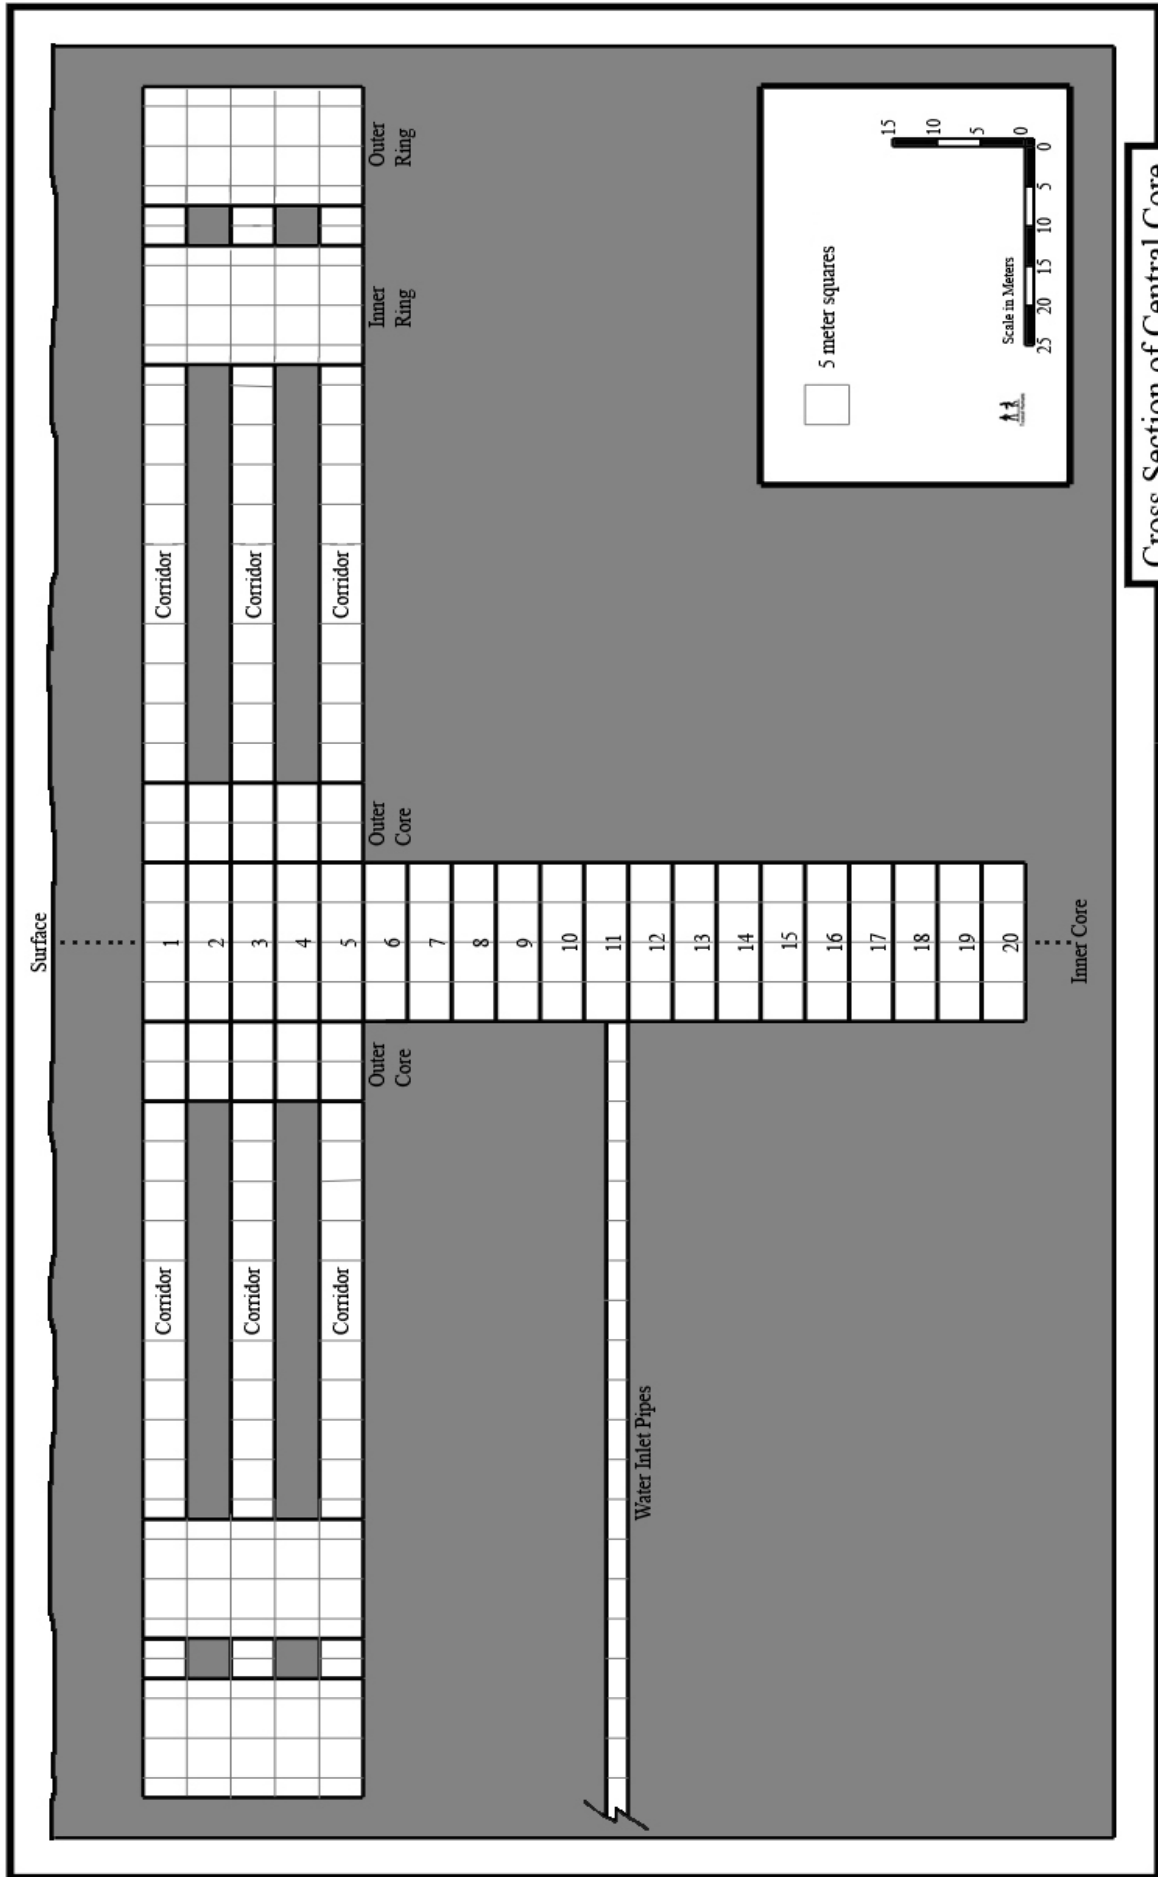 Surface
Corridor 1 Corridor
2
Corridor 3 Corridor
4
Corridor 5 Corridor
Outer
Core
Outer
Core
Inner
Ring
Outer
Ring
6
7
8
9
10
11
12
Water Inlet Pipes
13
14
15
16
17
18
19
20
Inner Core
5 meter squares
15
10
5
0
Scale in Meters
25 20 15 10 5 0
Cross Section of Central Core